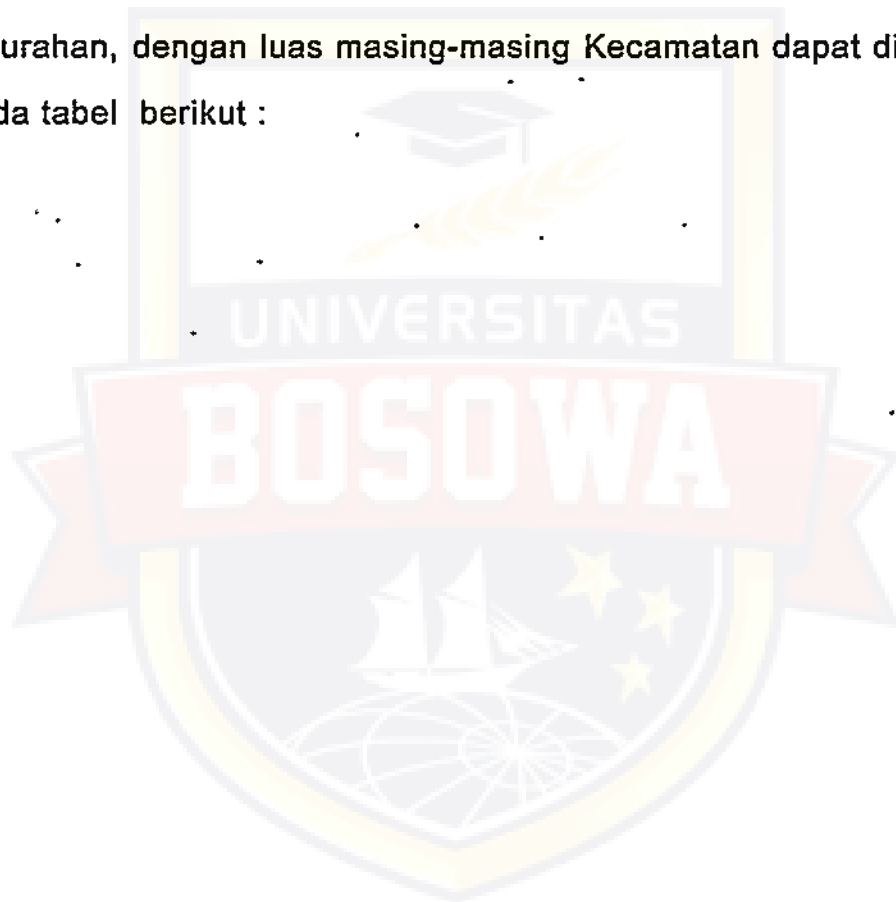 urahan, dengan luas masing-masing Kecamatan dapat di
da tabel berikut :
UNIVERSITAS
BOSOWA